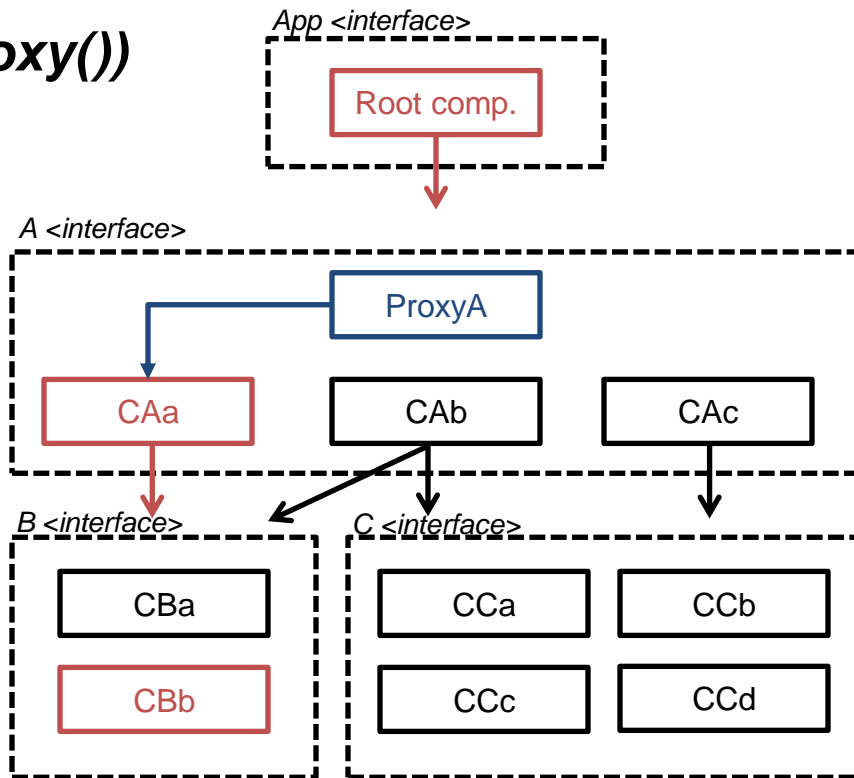 App <interface>
oxy())
Root comp.
A <interface>
ProxyA
CAa
CAb
CAc
B <interface>
C <interface>
CBa
CCa
CCb
CBb
CCc
CCd